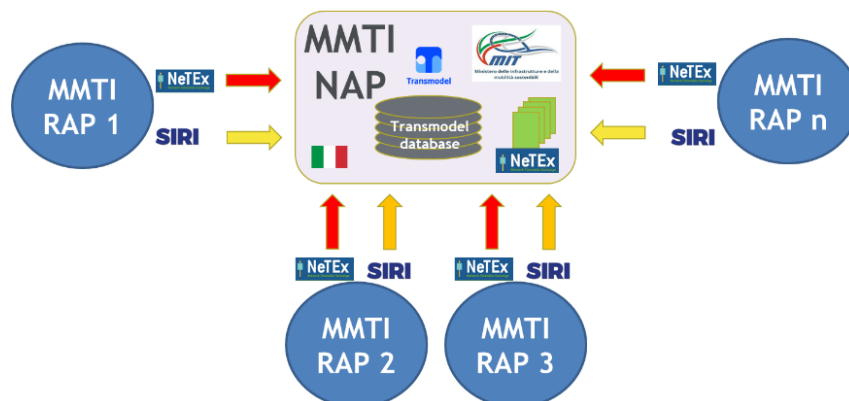 MMTI
NAP
Transmodel
MIT
Ministero delle infrastrutture e della
mobilità sostenibili
Transmodel
database
NeTEx
MMTI
RAP 1
NeTEx
SIRI
MMTI
RAP n
NeTEx
SIRI
NeTEx
SIRI
MMTI
RAP 2
NeTEx
SIRI
MMTI
RAP 3